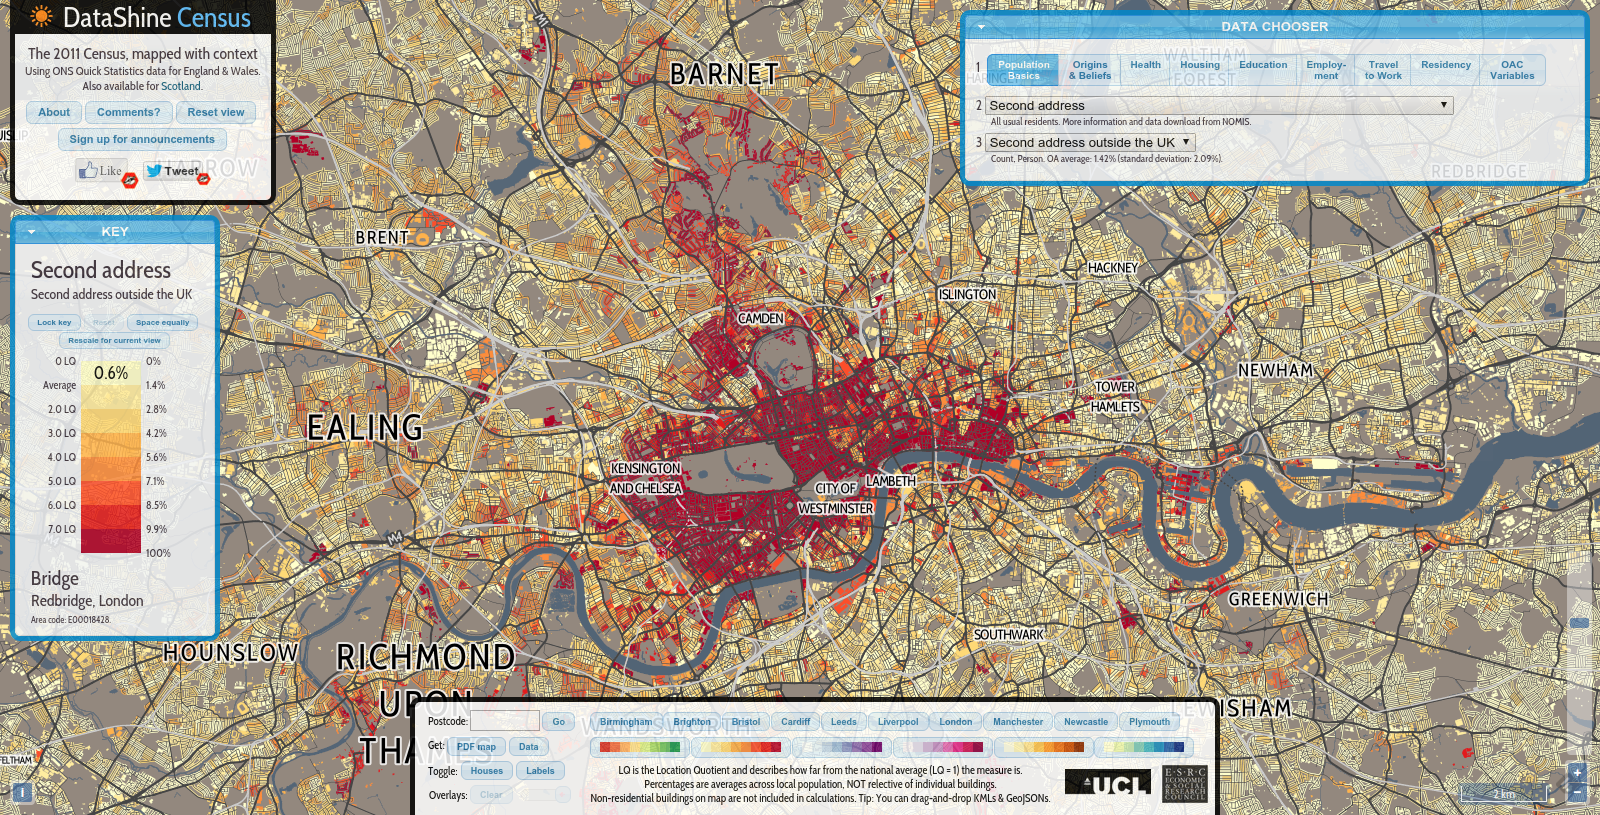 DataShine Census
The 2011 Census, mapped with context
Using ONS Quick Statistics data for England & Wales.
Also available for Scotland.
About
Comments?
Reset view
Sign up for announcements
Like
Tweet
HARROW
KEY
Second address
Second address outside the UK
Lock key
Reset
Space equally
Rescale for current view
0 LQ
0%
0.6%
Average
1.4%
2.0 LQ
2.8%
3.0 LQ
4.2%
4.0 LQ
5.6%
5.0 LQ
7.1%
6.0 LQ
8.5%
7.0 LQ
9.9%
100%
Bridge
Redbridge, London
Area code: E00018428.
DATA CHOOSER
1
Population Basics
Origins & Beliefs
Health
Housing
Education
Employ-ment
Travel to Work
Residency
OAC Variables
2 Second address
All usual residents. More information and data download from NOMIS.
3 Second address outside the UK
Count, Person. OA average: 1.42% (standard deviation: 2.09%).
WALTHAM
FOREST
REDBRIDGE
M1
BARNET
BRENT
HACKNEY
ISLINGTON
CAMDEN
NEWHAM
TOWER
HAMLETS
EALING
KENSINGTON
AND CHELSEA
CITY OF
WESTMINSTER
LAMBETH
M4
GREENWICH
SOUTHWARK
HOUNSLOW
RICHMOND
UPON
THAMES
WANDSWORTH
ISHAM
FELTHAM
Postcode:
Go
Birmingham
Brighton
Bristol
Cardiff
Leeds
Liverpool
London
Manchester
Newcastle
Plymouth
Get:
PDF map
Data
Toggle:
Houses
Labels
Overlays:
Clear
LQ is the Location Quotient and describes how far from the national average (LQ = 1) the measure is.
Percentages are averages across local population, NOT relective of individual buildings.
Non-residential buildings on map are not included in calculations. Tip: You can drag-and-drop KMLs & GeoJSONs.
UCL
E·S·R·C
ECONOMIC
& SOCIAL
RESEARCH
COUNCIL
i
+
−
2 km